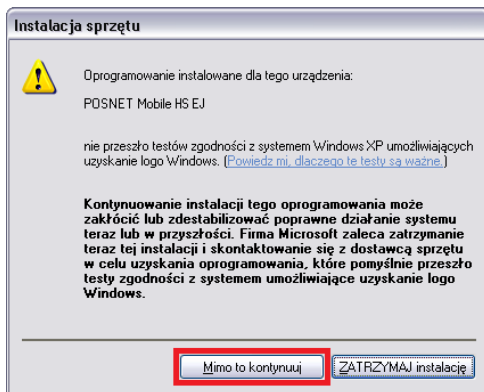 Instalacja sprzętu
Oprogramowanie instalowane dla tego urządzenia:
POSNET Mobile HS EJ
nie przeszło testów zgodności z systemem Windows XP umożliwiających
uzyskanie logo Windows. (Powiedz mi, dlaczego te testy są ważne.)
Kontynuowanie instalacji tego oprogramowania może
zakłócić lub zdestabilizować poprawne działanie systemu
teraz lub w przyszłości. Firma Microsoft zaleca zatrzymanie
teraz tej instalacji i skontaktowanie się z dostawcą sprzętu
w celu uzyskania oprogramowania, które pomyślnie przeszło
testy zgodności z systemem umożliwiające uzyskanie logo
Windows.
Mimo to kontynuuj ZATRZYMAJ instalację